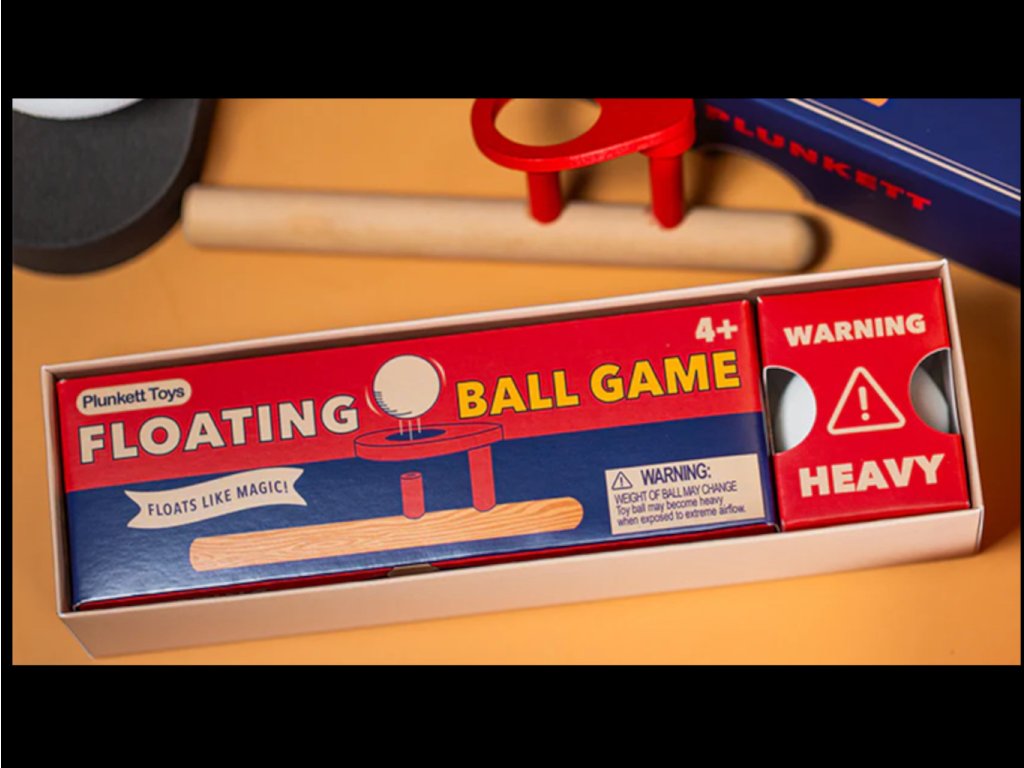 PLUNKETT
4+
Plunkett Toys
FLOATING BALL GAME
FLOATS LIKE MAGIC!
WARNING:
WEIGHT OF BALL MAY CHANGE
Toy ball may become heavy
when exposed to extreme airflow.
WARNING
HEAVY